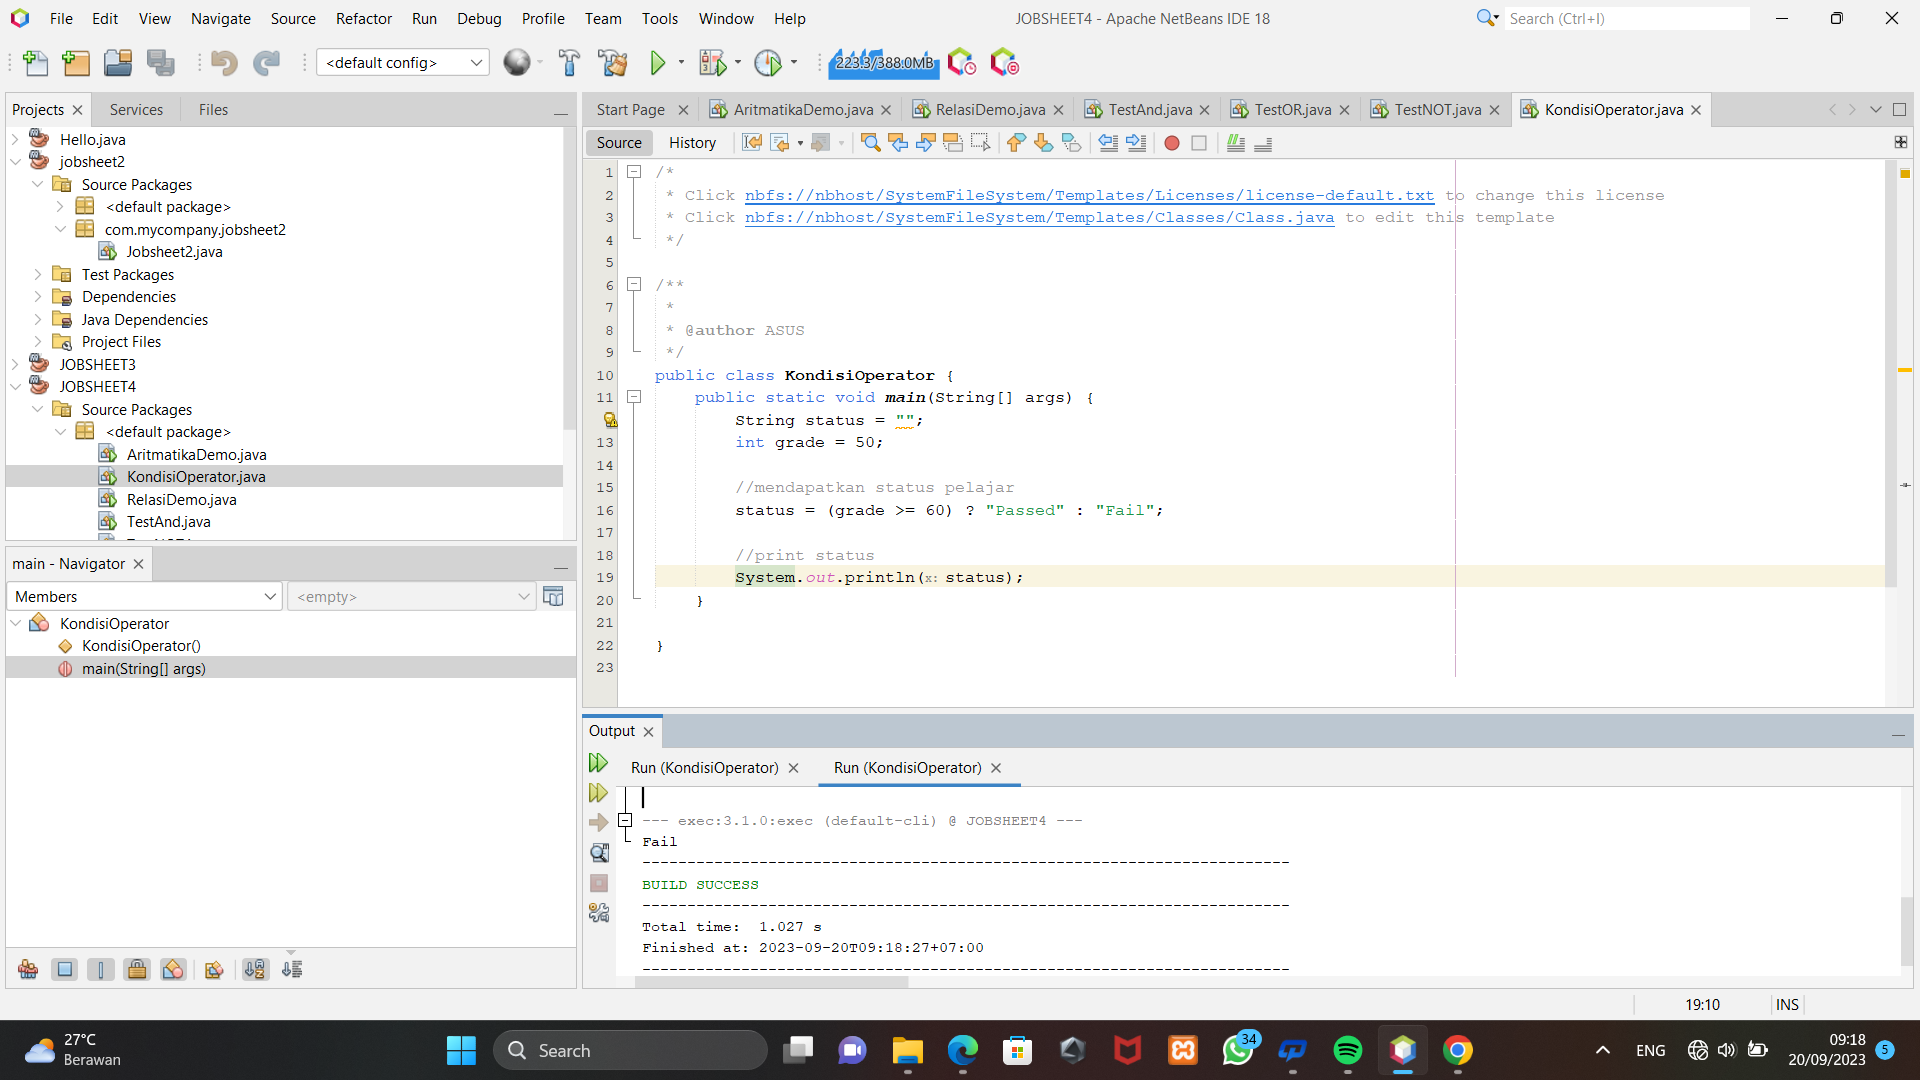 File Edit View Navigate Source Refactor Run Debug Profile Team Tools Window Help
JOBSHEET4 - Apache NetBeans IDE 18
Search (Ctrl+I)
<default config>
223.3/388.0MB
Projects Services Files
Hello.java
jobsheet2
Source Packages
<default package>
com.mycompany.jobsheet2
Jobsheet2.java
Test Packages
Dependencies
Java Dependencies
Project Files
JOBSHEET3
JOBSHEET4
Source Packages
<default package>
AritmatikaDemo.java
KondisiOperator.java
RelasiDemo.java
TestAnd.java
main - Navigator
Members
<empty>
KondisiOperator
KondisiOperator()
main(String[] args)
Start Page AritmatikaDemo.java RelasiDemo.java TestAnd.java TestOR.java TestNOT.java KondisiOperator.java
Source History
1 /*
2 * Click nbfs://nbhost/SystemFileSystem/Templates/Licenses/license-default.txt to change this license
3 * Click nbfs://nbhost/SystemFileSystem/Templates/Classes/Class.java to edit this template
4 */
5
6 /**
7 *
8 * @author ASUS
9 */
10 public class KondisiOperator {
11 public static void main(String[] args) {
String status = "";
13 int grade = 50;
14
15 //mendapatkan status pelajar
16 status = (grade >= 60) ? "Passed" : "Fail";
17
18 //print status
19 System.out.println(x: status);
20 }
21
22 }
23
Output
Run (KondisiOperator) Run (KondisiOperator)
--- exec:3.1.0:exec (default-cli) @ JOBSHEET4 ---
Fail
------------------------------------------------------------------------
BUILD SUCCESS
------------------------------------------------------------------------
Total time: 1.027 s
Finished at: 2023-09-20T09:18:27+07:00
------------------------------------------------------------------------
19:10 INS
27°C
Berawan
Search
34
ENG
09:18
20/09/2023
5